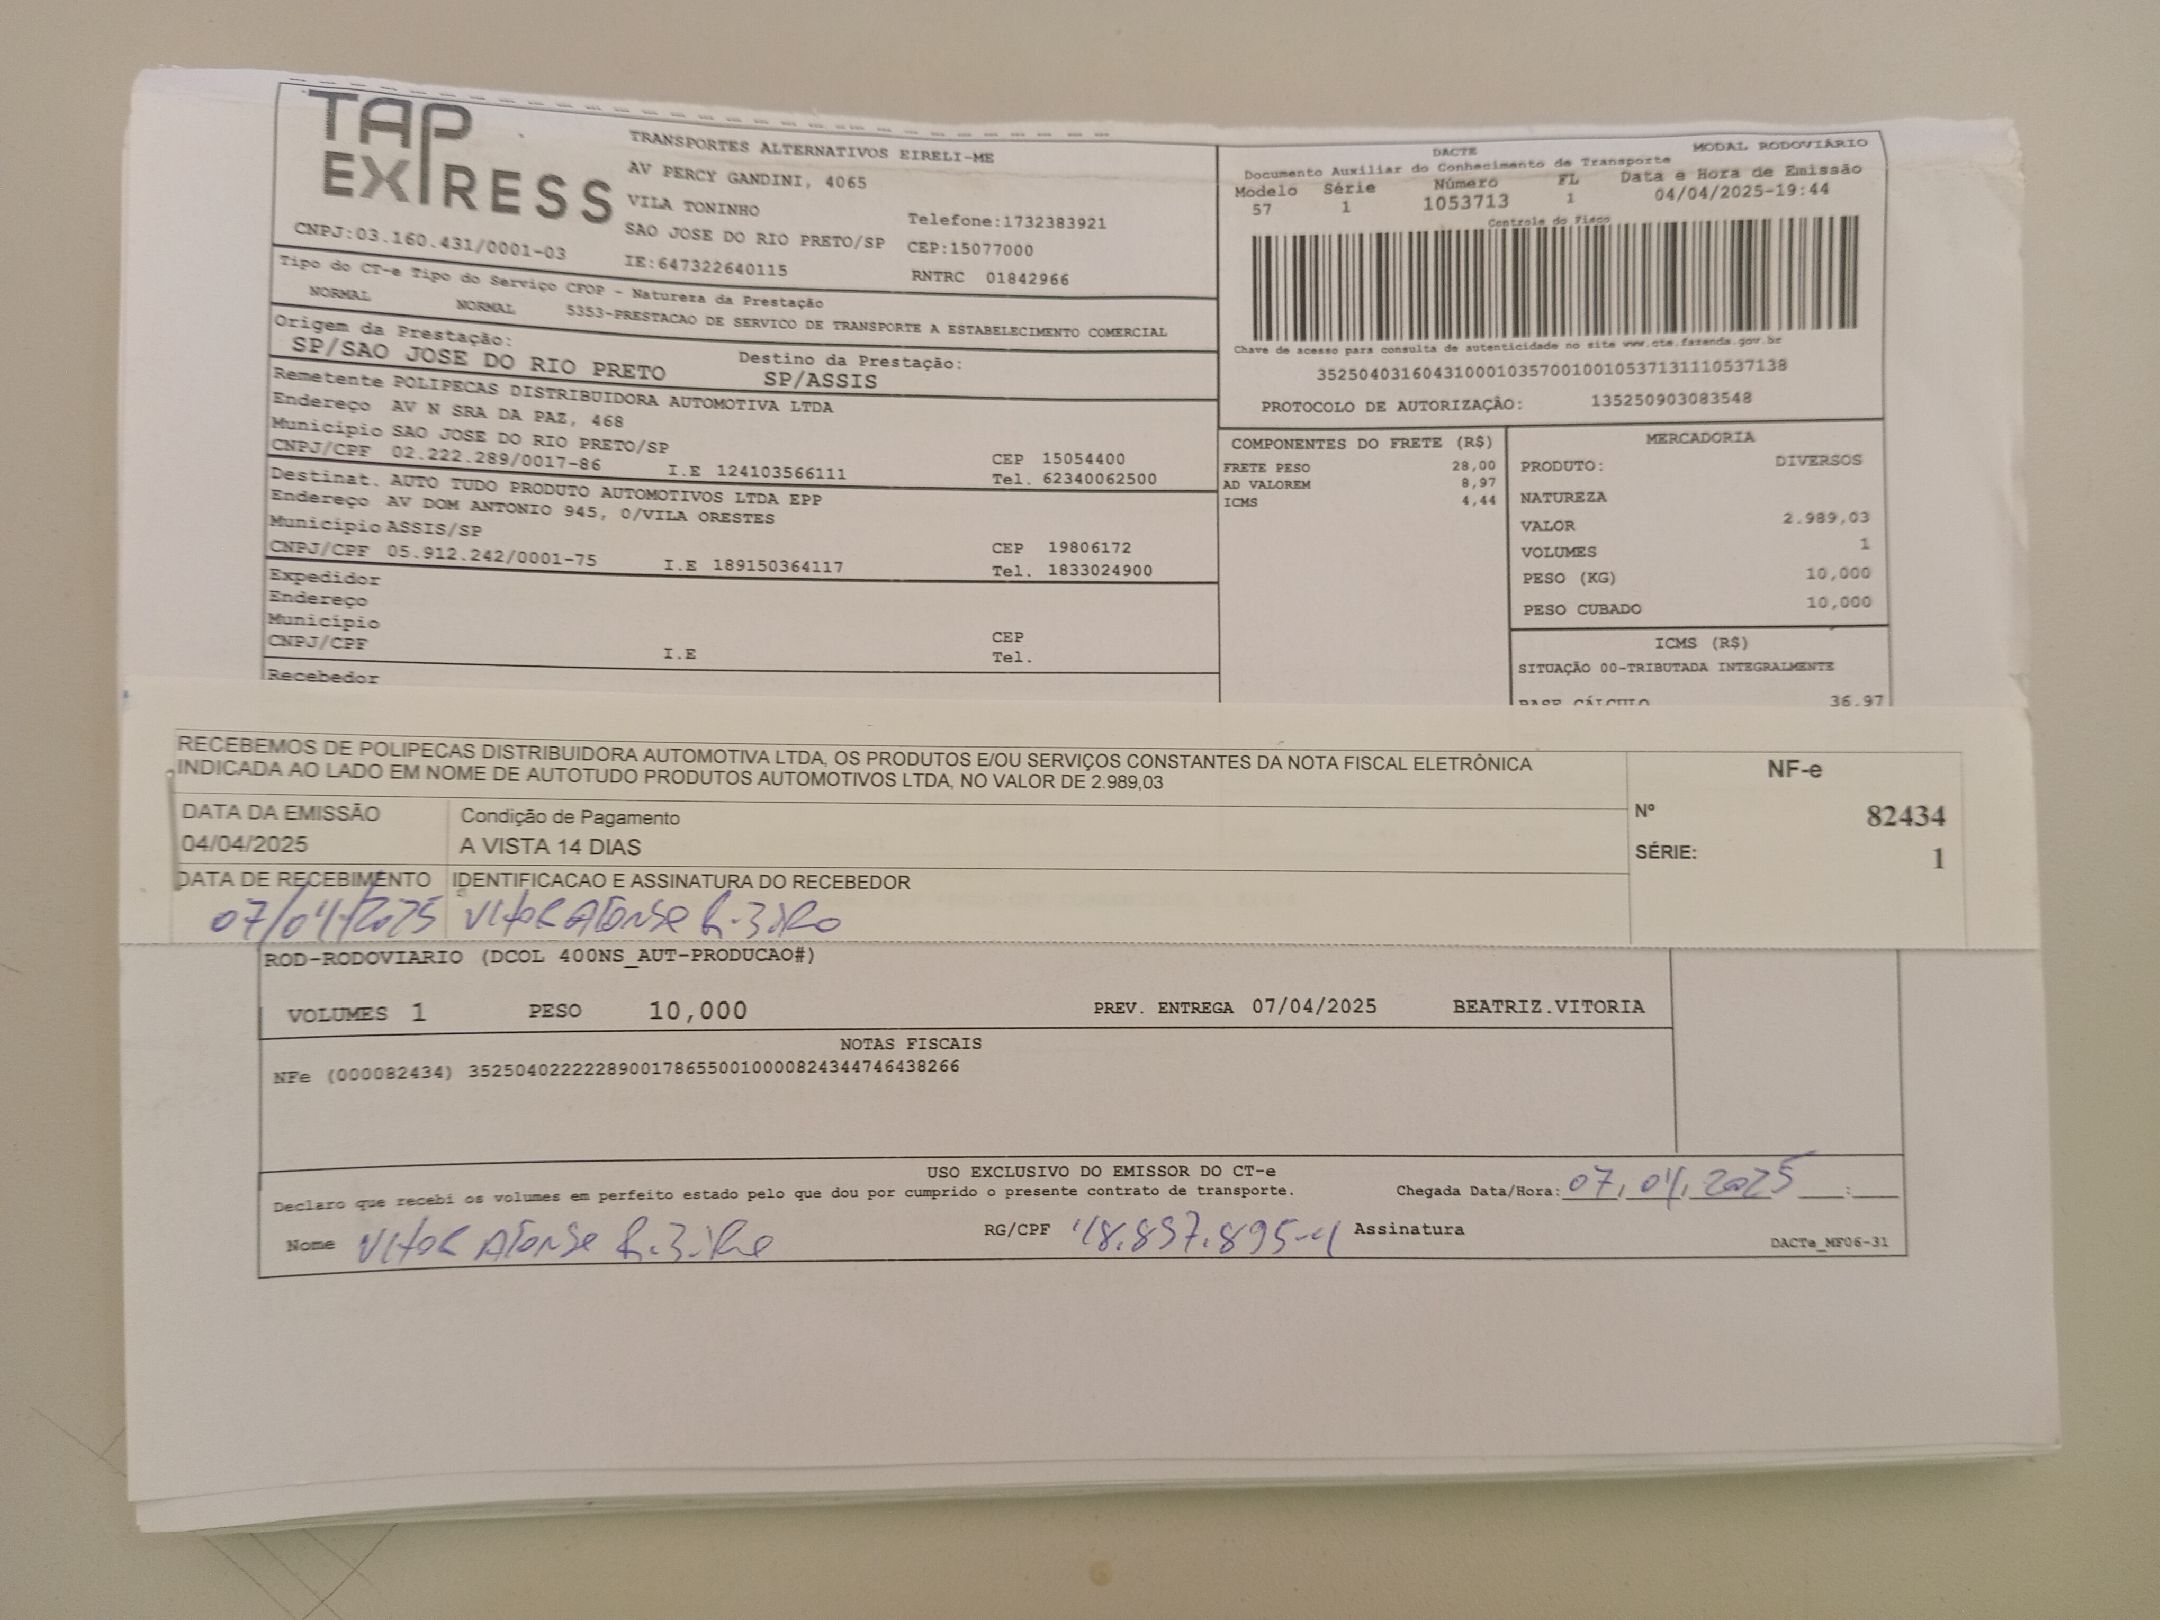 TAP EXPRESS
TRANSPORTES ALTERNATIVOS EIRELI-ME
AV PERCY GANDINI, 4065
VILA TONINHO
Telefone:1732383921
SAO JOSE DO RIO PRETO/SP CEP:15077000
CNPJ:03.160.431/0001-03
IE:647322640115
RNTRC 01842966
Tipo do CT-e Tipo do Serviço CFOP - Natureza da Prestação
NORMAL NORMAL 5353-PRESTACAO DE SERVICO DE TRANSPORTE A ESTABELECIMENTO COMERCIAL
Origem da Prestação:
SP/SAO JOSE DO RIO PRETO
Destino da Prestação:
SP/ASSIS
Remetente POLIPECAS DISTRIBUIDORA AUTOMOTIVA LTDA
Endereço AV N SRA DA PAZ, 468
Município SAO JOSE DO RIO PRETO/SP
CEP 15054400
CNPJ/CPF 02.222.289/0017-86 I.E 124103566111 Tel. 62340062500
Destinat. AUTO TUDO PRODUTO AUTOMOTIVOS LTDA EPP
Endereço AV DOM ANTONIO 945, 0/VILA ORESTES
Município ASSIS/SP
CEP 19806172
CNPJ/CPF 05.912.242/0001-75 I.E 189150364117 Tel. 1833024900
Expedidor
Endereço
Município
CEP
CNPJ/CPF I.E Tel.
Recebedor
DACTE MODAL RODOVIÁRIO
Documento Auxiliar do Conhecimento de Transporte
Modelo Série Número FL Data e Hora de Emissão
57 1 1053713 1 04/04/2025-19:44
Controle do Fisco
Chave de acesso para consulta de autenticidade no site www.cte.fazenda.gov.br
35250403160431000103570010010537131110537138
PROTOCOLO DE AUTORIZAÇÃO: 135250903083548
COMPONENTES DO FRETE (R$)
FRETE PESO 28,00
AD VALOREM 8,97
ICMS 4,44
MERCADORIA
PRODUTO: DIVERSOS
NATUREZA
VALOR 2.989,03
VOLUMES 1
PESO (KG) 10,000
PESO CUBADO 10,000
ICMS (R$)
SITUAÇÃO 00-TRIBUTADA INTEGRALMENTE
BASE CÁLCULO 36,97
RECEBEMOS DE POLIPECAS DISTRIBUIDORA AUTOMOTIVA LTDA, OS PRODUTOS E/OU SERVIÇOS CONSTANTES DA NOTA FISCAL ELETRÔNICA
INDICADA AO LADO EM NOME DE AUTOTUDO PRODUTOS AUTOMOTIVOS LTDA, NO VALOR DE 2.989,03
DATA DA EMISSÃO Condição de Pagamento
04/04/2025 A VISTA 14 DIAS
DATA DE RECEBIMENTO IDENTIFICACAO E ASSINATURA DO RECEBEDOR
07/04/2025 Vitor Afonso
NF-e
Nº 82434
SÉRIE: 1
ROD-RODOVIARIO (DCOL 400NS_AUT-PRODUCAO#)
VOLUMES 1 PESO 10,000 PREV. ENTREGA 07/04/2025 BEATRIZ.VITORIA
NOTAS FISCAIS
NFe (000082434) 35250402222289001786550010000824344746438266
USO EXCLUSIVO DO EMISSOR DO CT-e
Declaro que recebi os volumes em perfeito estado pelo que dou por cumprido o presente contrato de transporte. Chegada Data/Hora: 07, 04, 2025 :
Nome Vitor Afonso RG/CPF 48.857.895-4 Assinatura
DACTe_MF06-31